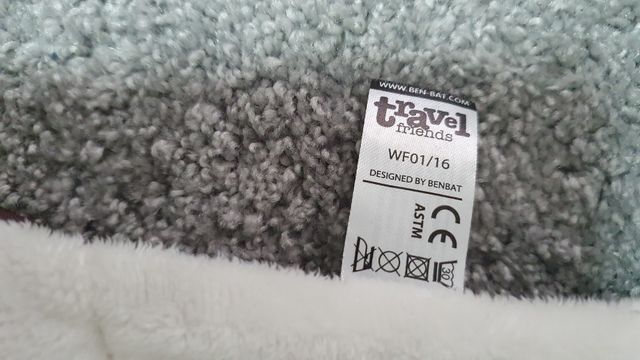 WWW.BEN-BAT.COM
travel
friends
WF01/16
DESIGNED BY BENBAT
CE
ASTM
30